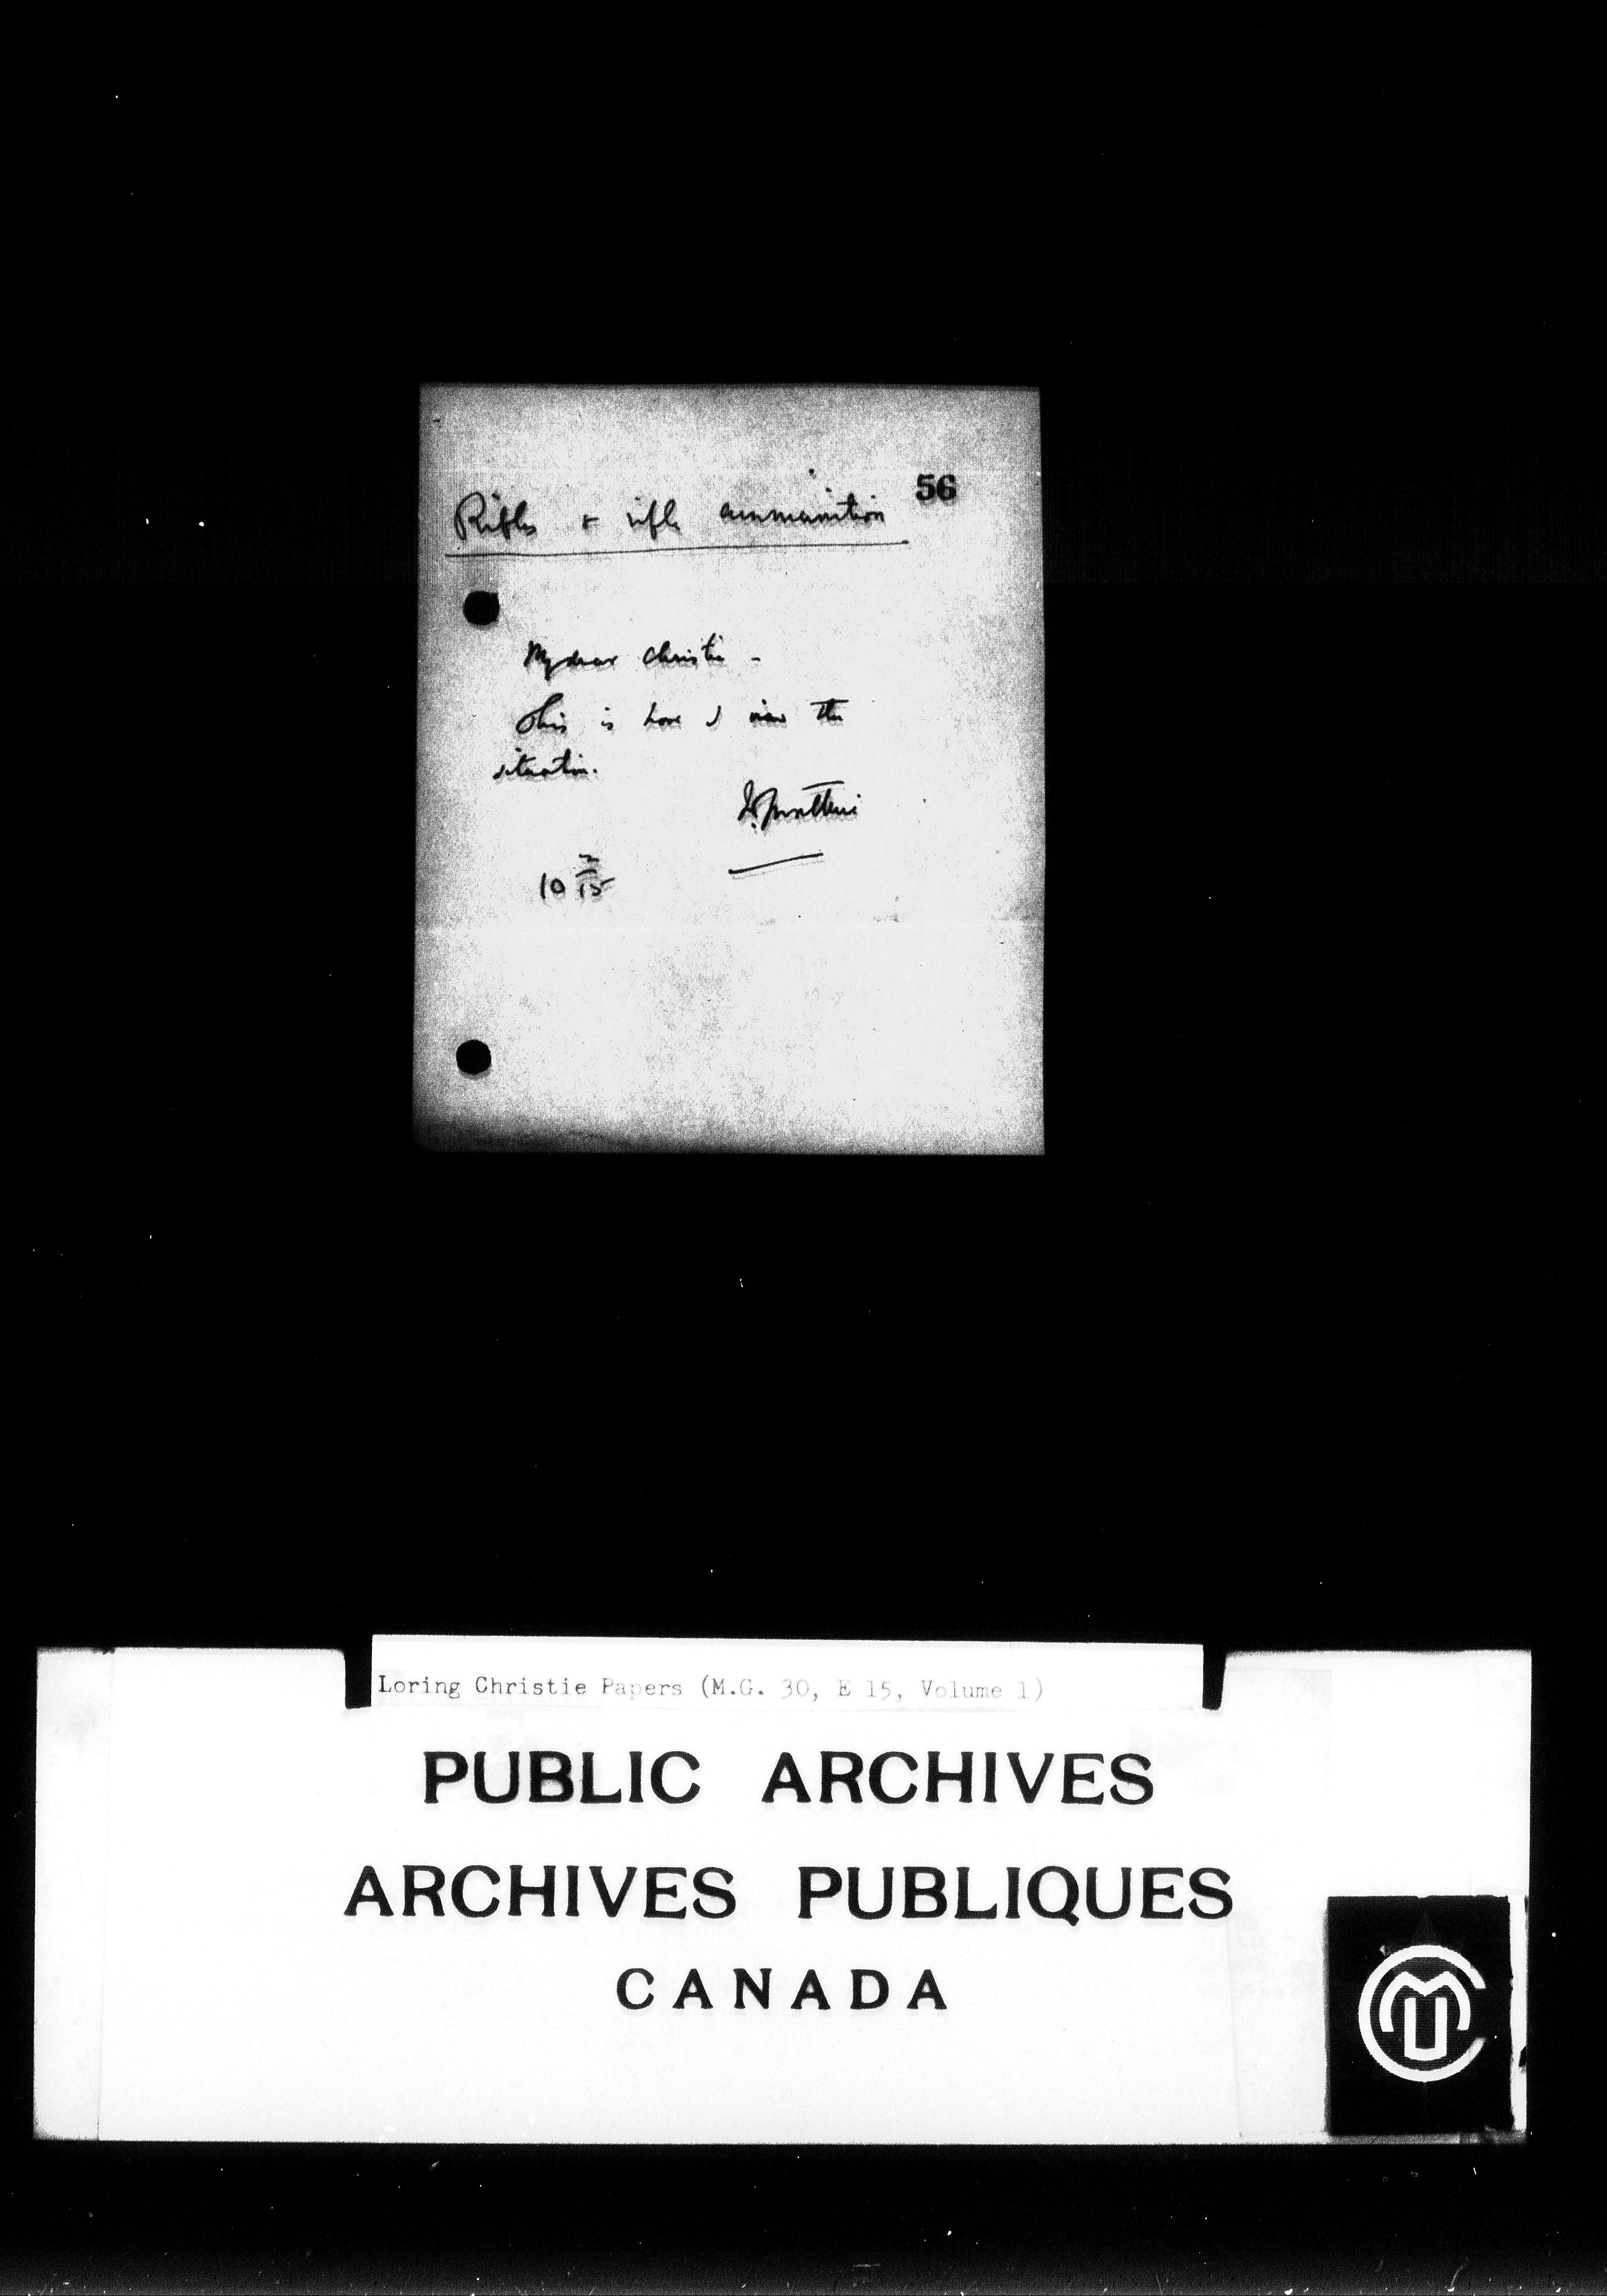 56
Rifles & rifle ammunition
My dear Christie -
This is how I view the
situation.
10 2/15
Loring Christie Papers (M.G. 30, E 15, Volume 1)
PUBLIC ARCHIVES
ARCHIVES PUBLIQUES
CANADA